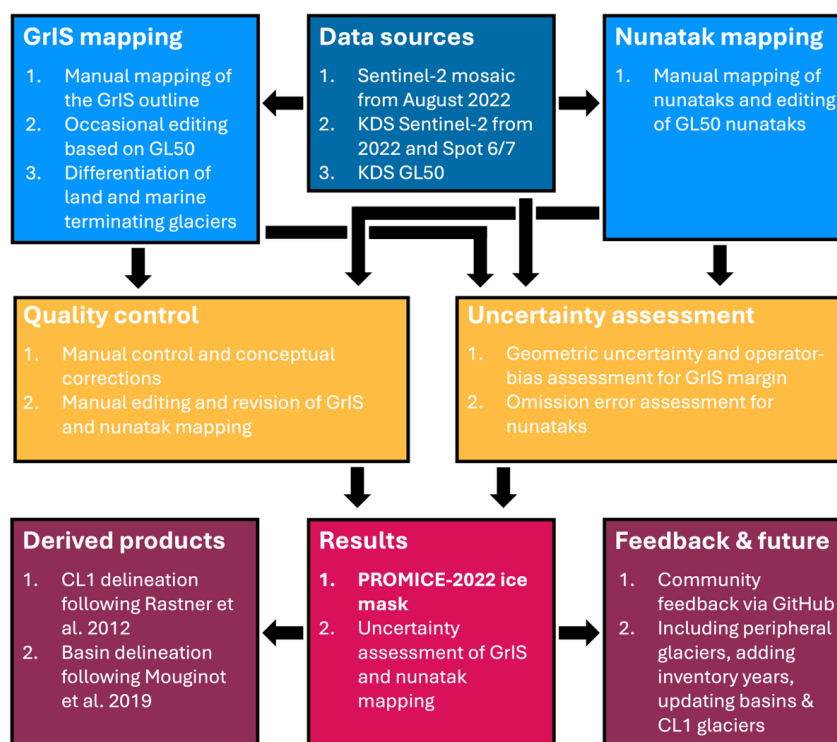 GrIS mapping
1. Manual mapping of
the GrIS outline
2. Occasional editing
based on GL50
3. Differentiation of
land and marine
terminating glaciers
Data sources
1. Sentinel-2 mosaic
from August 2022
2. KDS Sentinel-2 from
2022 and Spot 6/7
3. KDS GL50
Nunatak mapping
1. Manual mapping of
nunataks and editing
of GL50 nunataks
Quality control
1. Manual control and conceptual
corrections
2. Manual editing and revision of GrIS
and nunatak mapping
Uncertainty assessment
1. Geometric uncertainty and operator-
bias assessment for GrIS margin
2. Omission error assessment for
nunataks
Derived products
1. CL1 delineation
following Rastner et
al. 2012
2. Basin delineation
following Mouginot
et al. 2019
Results
1. PROMICE-2022 ice
mask
2. Uncertainty
assessment of GrIS
and nunatak
mapping
Feedback & future
1. Community
feedback via GitHub
2. Including peripheral
glaciers, adding
inventory years,
updating basins &
CL1 glaciers